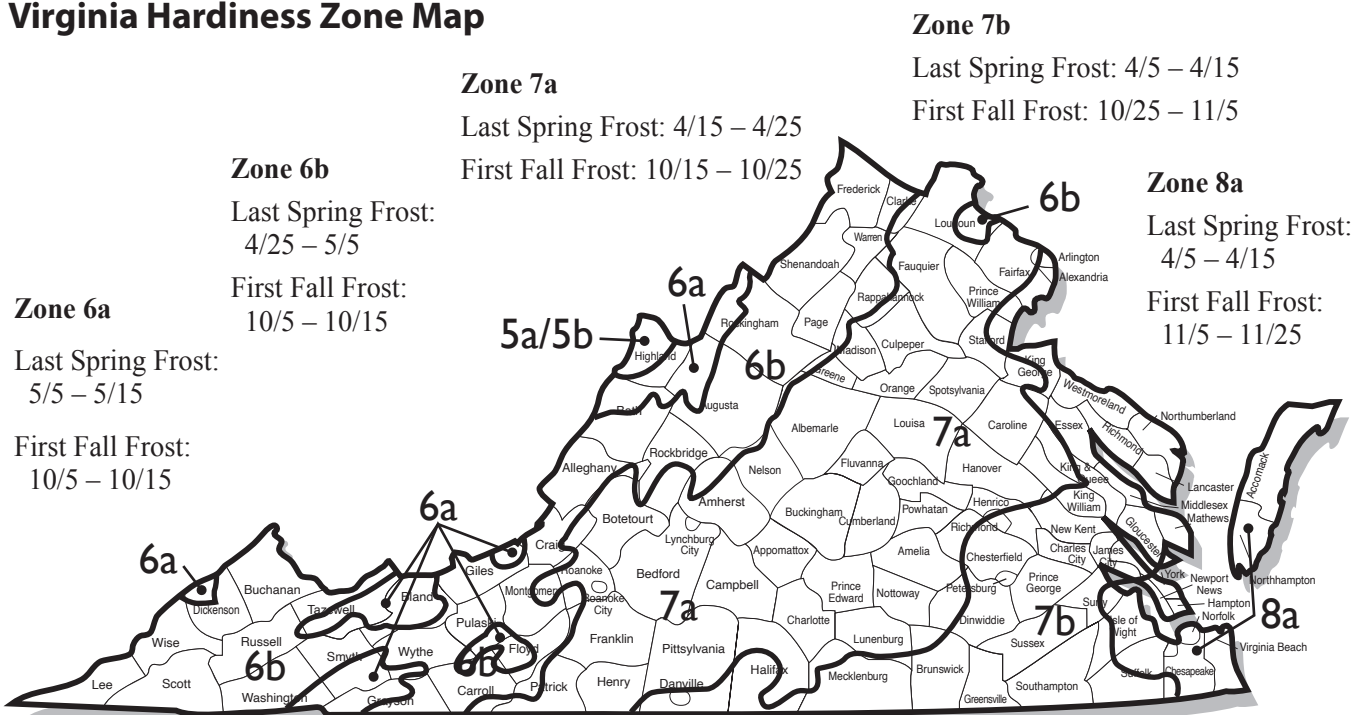 Virginia Hardiness Zone Map
Zone 7b
Last Spring Frost: 4/5 – 4/15
First Fall Frost: 10/25 – 11/5
Zone 7a
Last Spring Frost: 4/15 – 4/25
First Fall Frost: 10/15 – 10/25
Zone 6b
Last Spring Frost:
4/25 – 5/5
First Fall Frost:
10/5 – 10/15
Zone 8a
Last Spring Frost:
4/5 – 4/15
First Fall Frost:
11/5 – 11/25
Zone 6a
Last Spring Frost:
5/5 – 5/15
First Fall Frost:
10/5 – 10/15
Frederick
Clarke
Loudoun
6b
Warren
Shenandoah
Fauquier
Fairfax
Arlington
Alexandria
6a
Rappahannock
Prince
William
5a/5b
Rockingham
Page
Highland
Madison
Culpeper
Stafford
6b
Greene
King
George
Orange
Spotsylvania
Westmoreland
Bath
Augusta
Northumberland
Albemarle
Louisa
7a
Caroline
Essex
Richmond
Alleghany
Rockbridge
Nelson
Fluvanna
Hanover
King &
Queen
Goochland
Lancaster
Accomack
Amherst
Powhatan
Henrico
King
William
Middlesex
Mathews
6a
Botetourt
Buckingham
Cumberland
Richmond
New Kent
Gloucester
Lynchburg
City
Craig
Appomattox
Amelia
Chesterfield
Charles
City
James
City
6a
Giles
Roanoke
Bedford
Campbell
York
Newport
News
Northhampton
Buchanan
Tazewell
Bland
Montgomery
Roanoke
City
7a
Prince
Edward
Nottoway
Petersburg
Prince
George
Surry
Hampton
Norfolk
8a
Dickenson
Pulaski
Charlotte
Dinwiddie
7b
Isle of
Wight
Wise
Russell
6b
Smyth
Wythe
6b
Floyd
Franklin
Pittsylvania
Lunenburg
Sussex
Virginia Beach
Lee
Scott
Washington
Grayson
Carroll
Patrick
Henry
Danville
Halifax
Mecklenburg
Brunswick
Greensville
Southampton
Suffolk
Chesapeake